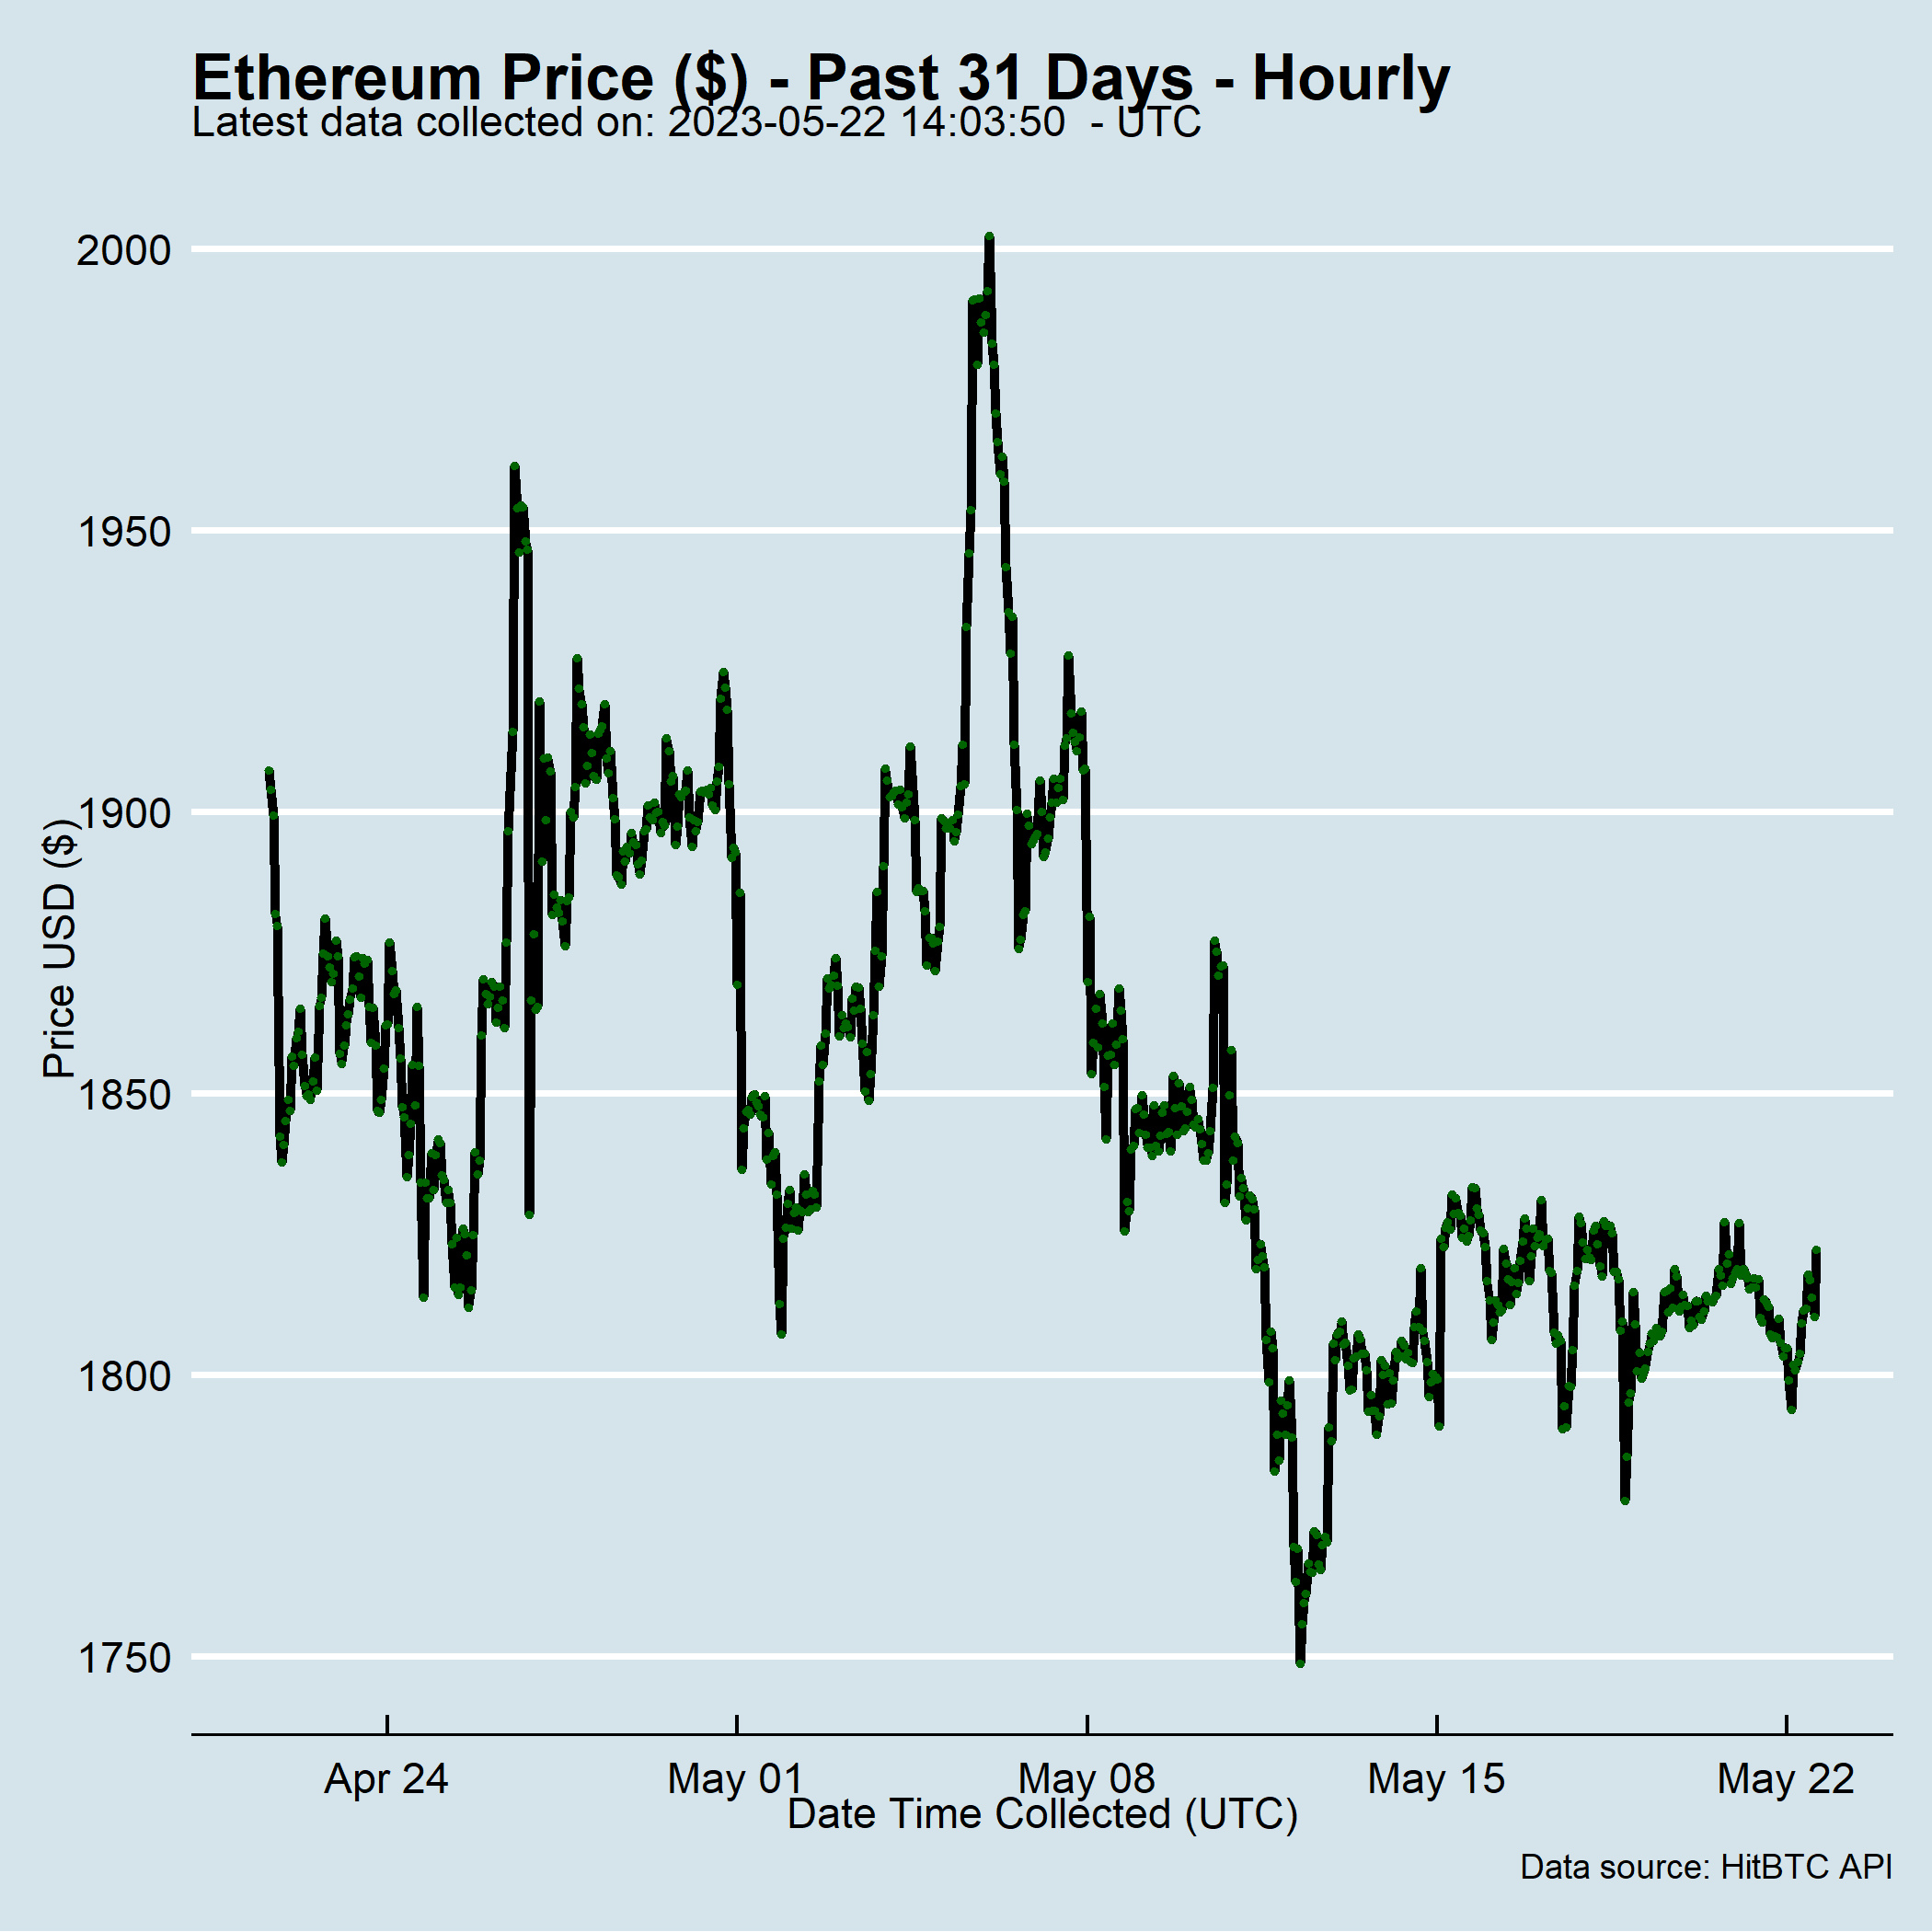 Ethereum Price ($) - Past 31 Days - Hourly
Latest data collected on: 2023-05-22 14:03:50  - UTC
Price USD ($)
2000
1950
1900
1850
1800
1750
Apr 24
May 01
May 08
May 15
May 22
Date Time Collected (UTC)
Data source: HitBTC API